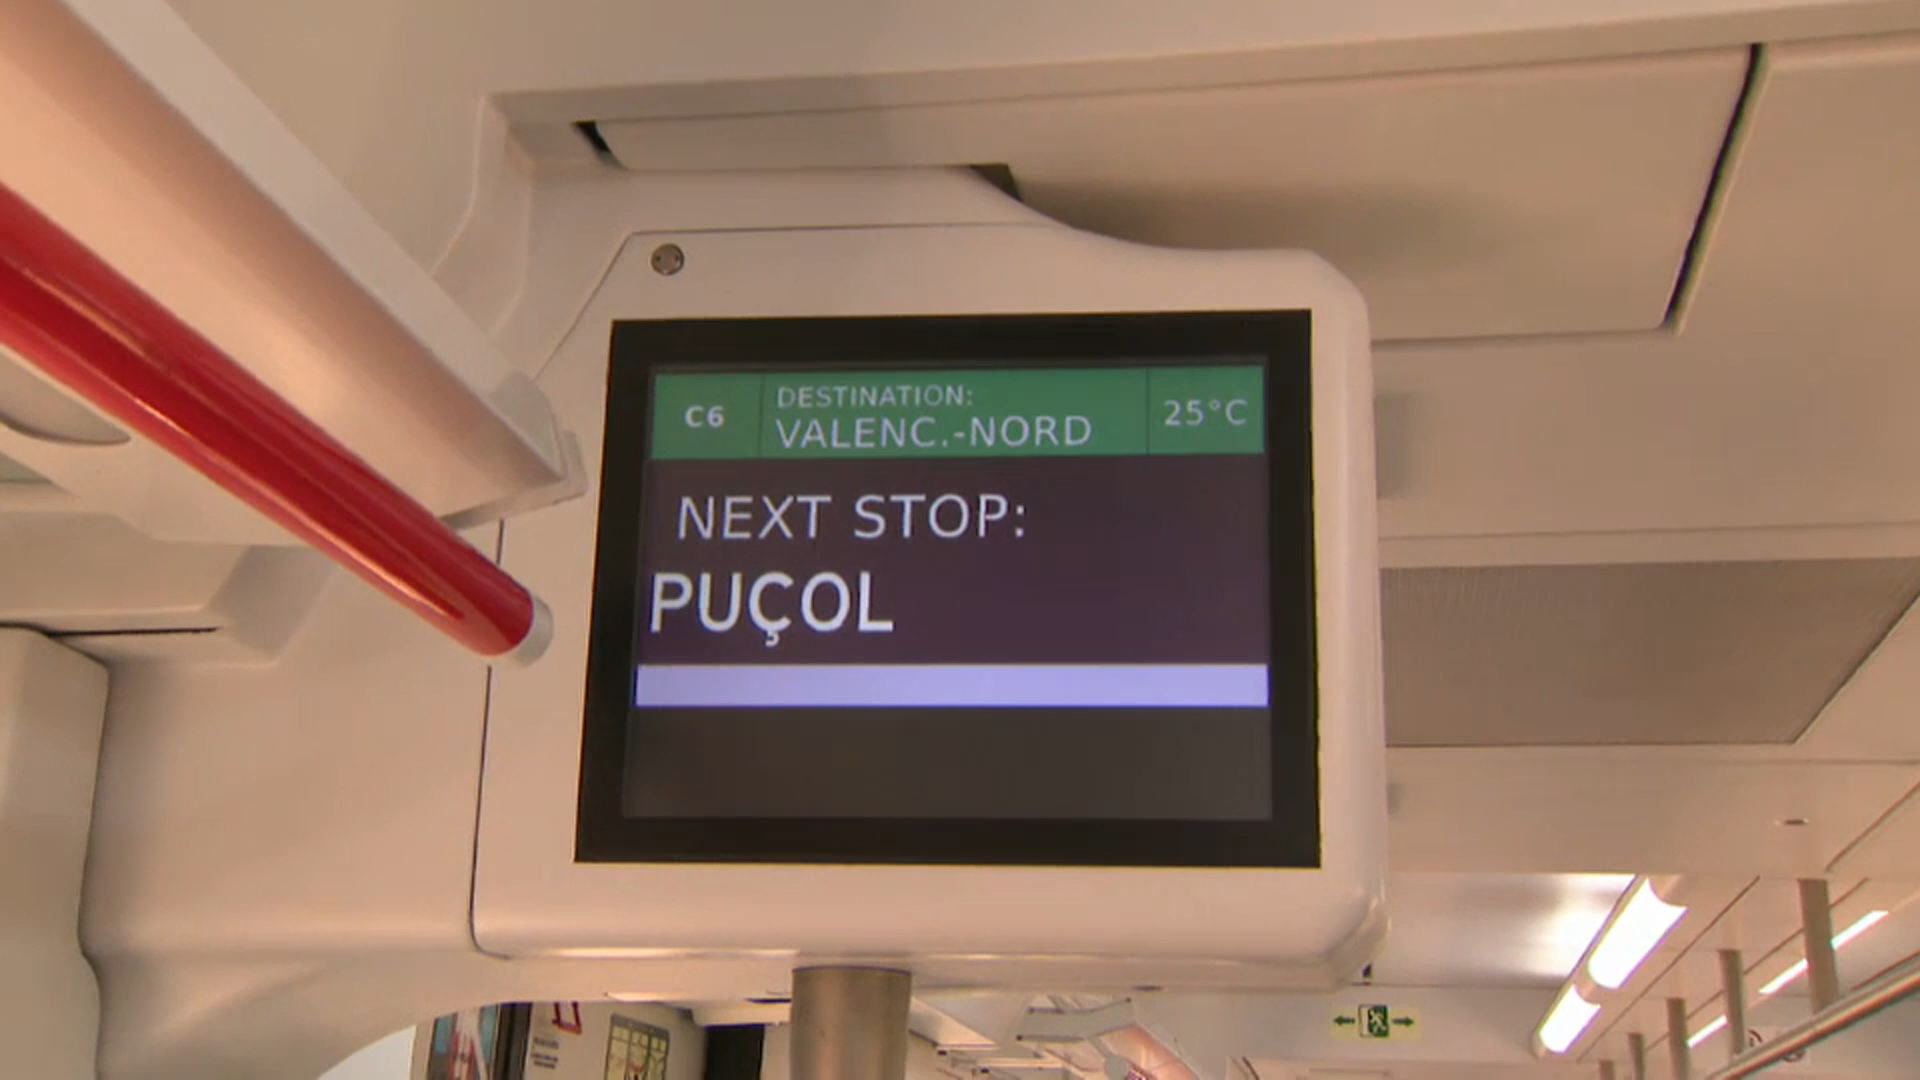 C6
DESTINATION:
VALENC.-NORD
25°C
NEXT STOP:
PUÇOL